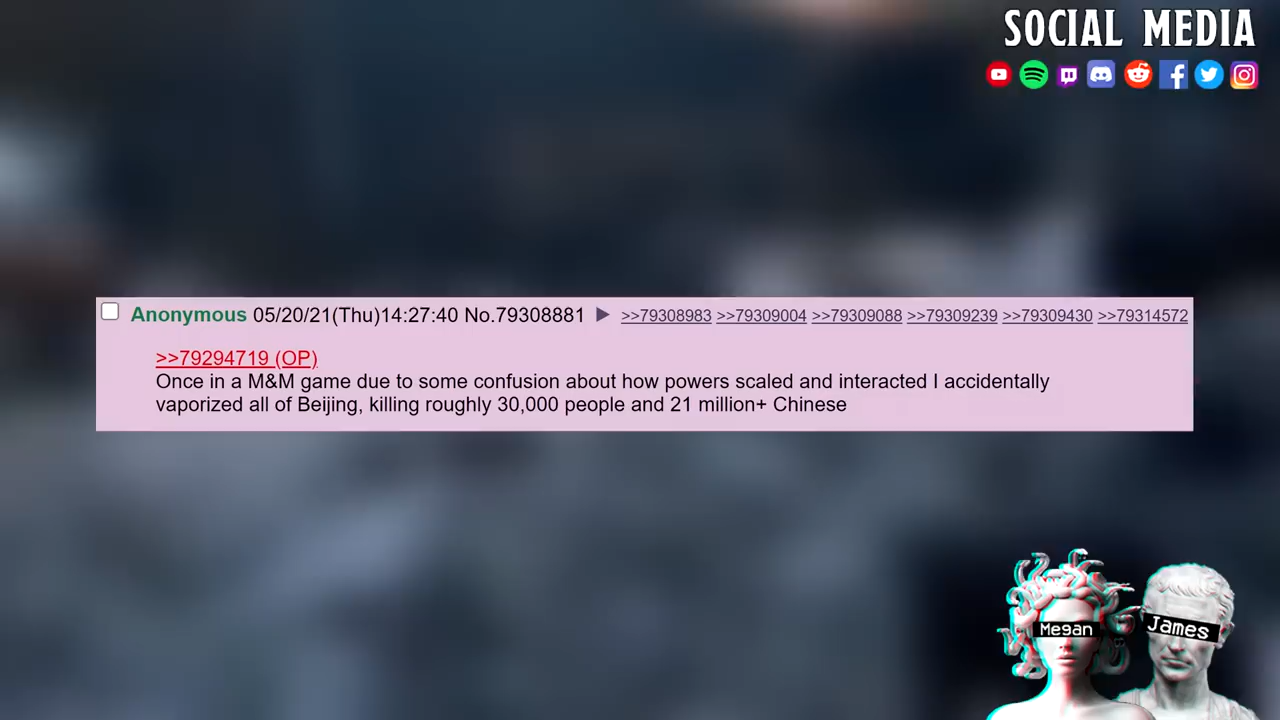 SOCIAL MEDIA
Anonymous 05/20/21(Thu)14:27:40 No.79308881 ▶ >>79308983 >>79309004 >>79309088 >>79309239 >>79309430 >>79314572
>>79294719 (OP)
Once in a M&M game due to some confusion about how powers scaled and interacted I accidentally
vaporized all of Beijing, killing roughly 30,000 people and 21 million+ Chinese
Megan
James